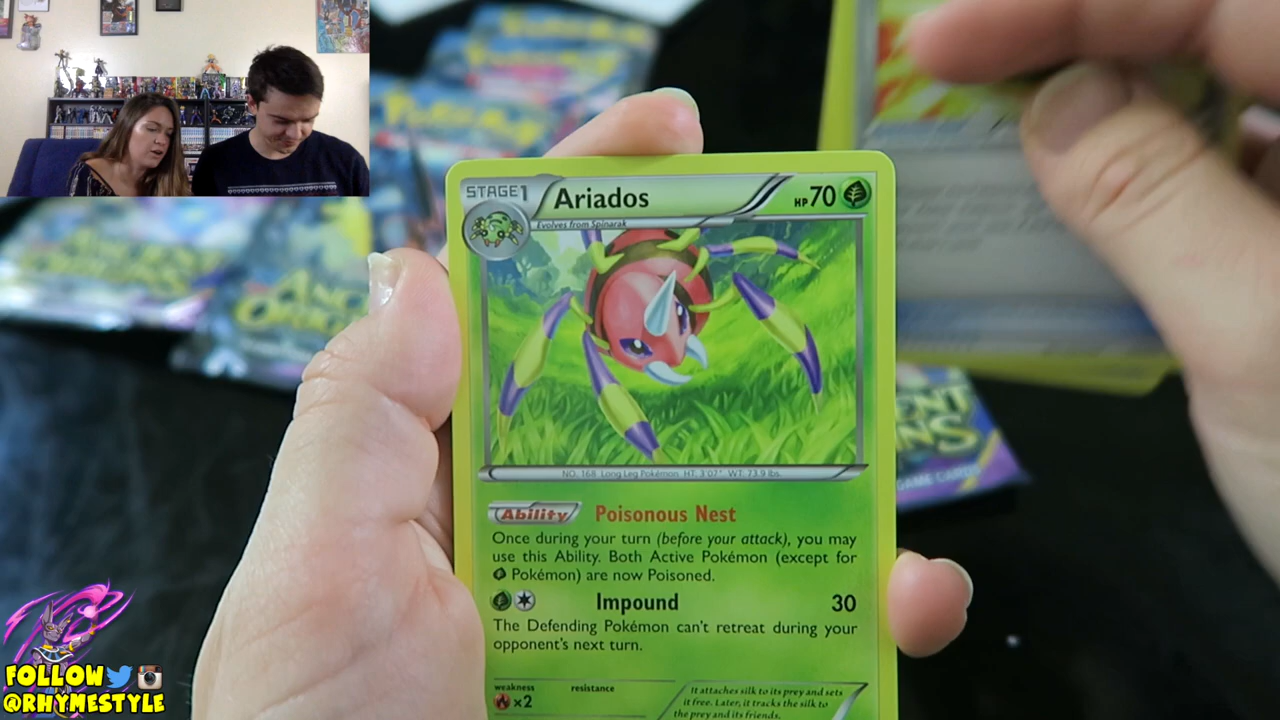 STAGE1
Ariados
HP70
Evolves from Spinarak
NO. 168 Long Leg Pokémon HT: 3'07" WT: 73.9 lbs.
Ability Poisonous Nest
Once during your turn (before your attack), you may
use this Ability. Both Active Pokémon (except for
Pokémon) are now Poisoned.
Impound 30
The Defending Pokémon can't retreat during your
opponent's next turn.
weakness resistance
×2
It attaches silk to its prey and sets
it free. Later, it tracks the silk to
the prey and its friends.
GAME CARDS
FOLLOW
@RHYMESTYLE